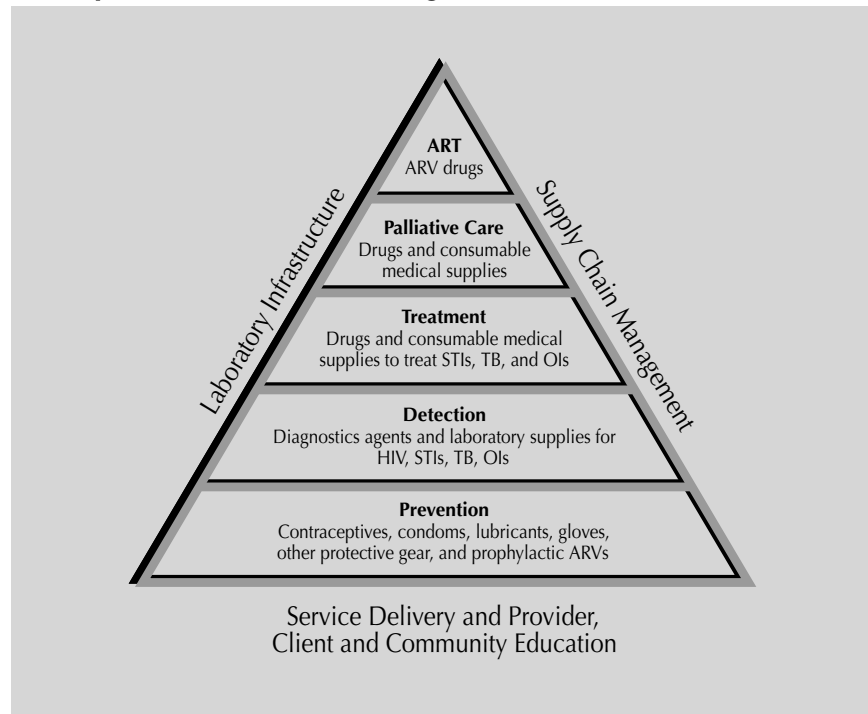 ART
ARV drugs
Palliative Care
Drugs and consumable
medical supplies
Treatment
Drugs and consumable medical
supplies to treat STIs, TB, and OIs
Detection
Diagnostics agents and laboratory supplies for
HIV, STIs, TB, OIs
Prevention
Contraceptives, condoms, lubricants, gloves,
other protective gear, and prophylactic ARVs
Laboratory Infrastructure
Supply Chain Management
Service Delivery and Provider,
Client and Community Education